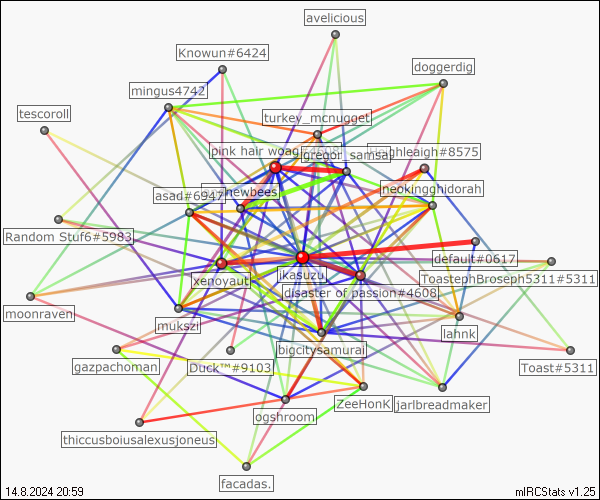 avelicious
Knowun#6424
doggerdig
mingus4742
tescoroll
turkey_mcnugget
pink hair woag#4608
gregor_samsa
leighleigh#8575
newbees
asad#6947
neokingghidorah
Random Stuf6#5983
default#0617
xenoyaut
ikasuzu
ToastephBroseph5311#5311
disaster of passion#4608
moonraven
mukszi
lahnk
bigcitysamurai
gazpachoman
Duck™#9103
Toast#5311
ZeeHonK
jarlbreadmaker
ogshroom
thiccusboiusalexusjoneus
facadas.
14.8.2024 20:59
mIRCStats v1.25